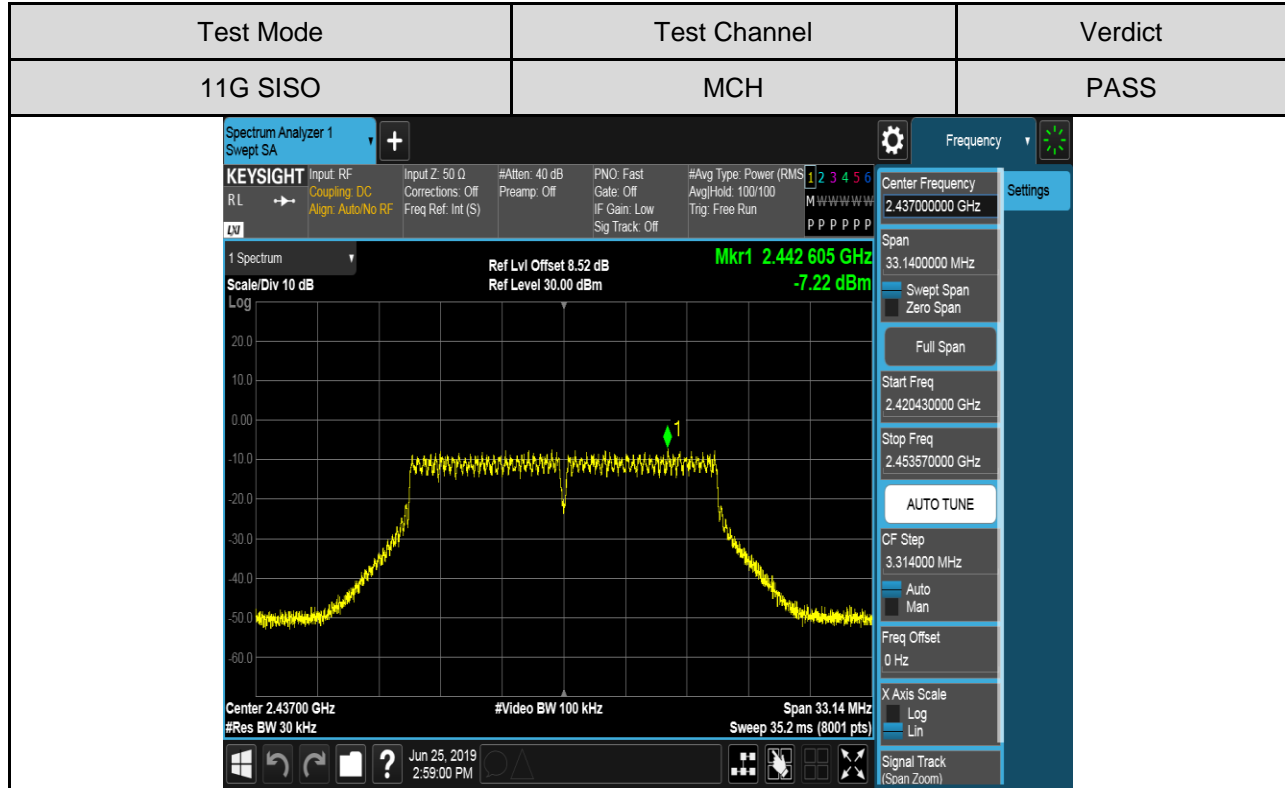 Test Mode Test Channel Verdict
11G SISO MCH PASS
Spectrum Analyzer 1
Swept SA
+
Frequency
KEYSIGHT Input: RF Input Z: 50 Ω #Atten: 40 dB PNO: Fast #Avg Type: Power (RMS 1 2 3 4 5 6
RL Coupling: DC Corrections: Off Preamp: Off Gate: Off Avg|Hold: 100/100 M W W W W W
Align: Auto/No RF Freq Ref: Int (S) IF Gain: Low Trig: Free Run
LXI Sig Track: Off P P P P P P
1 Spectrum Ref Lvl Offset 8.52 dB Mkr1 2.442 605 GHz
Scale/Div 10 dB Ref Level 30.00 dBm -7.22 dBm
Log
20.0
10.0
0.00
1
-10.0
-20.0
-30.0
-40.0
-50.0
-60.0
Center 2.43700 GHz #Video BW 100 kHz Span 33.14 MHz
#Res BW 30 kHz Sweep 35.2 ms (8001 pts)
?
Jun 25, 2019
2:59:00 PM
Center Frequency
2.437000000 GHz
Settings
Span
33.1400000 MHz
Swept Span
Zero Span
Full Span
Start Freq
2.420430000 GHz
Stop Freq
2.453570000 GHz
AUTO TUNE
CF Step
3.314000 MHz
Auto
Man
Freq Offset
0 Hz
X Axis Scale
Log
Lin
Signal Track
(Span Zoom)